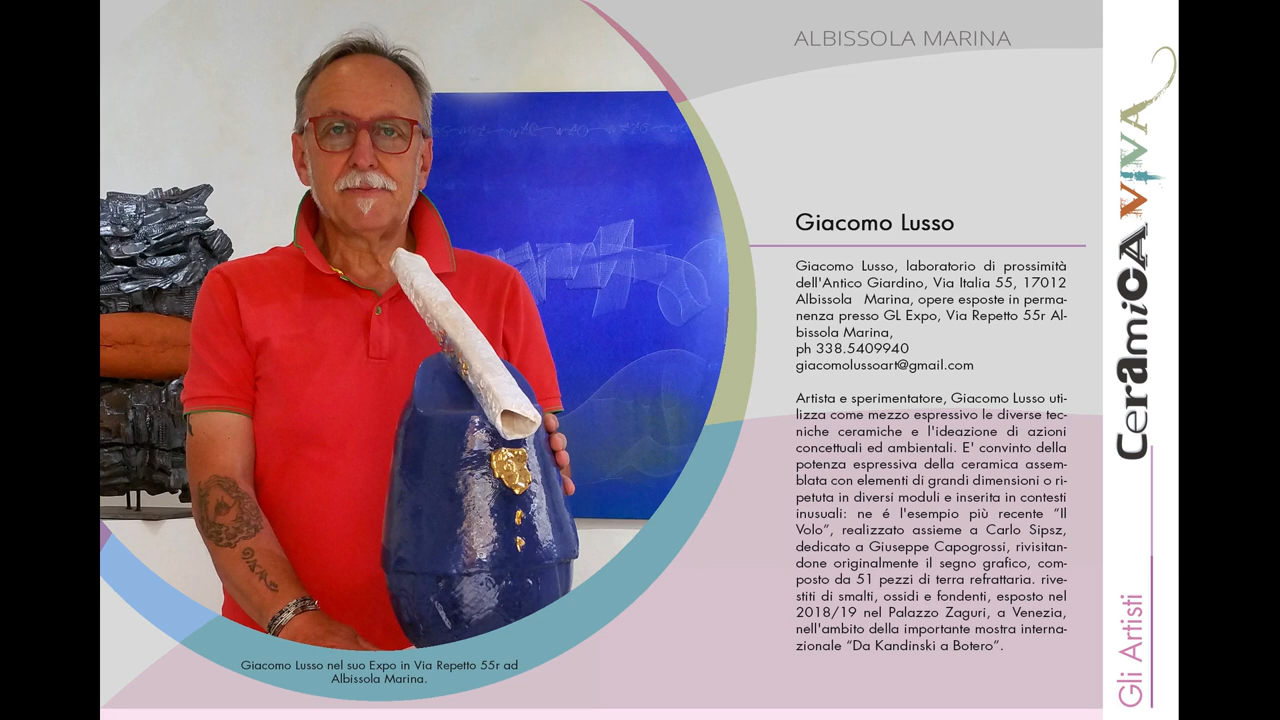 ALBISSOLA MARINA
Giacomo Lusso
Giacomo Lusso, laboratorio di prossimità
dell'Antico Giardino, Via Italia 55, 17012
Albissola Marina, opere esposte in perma-
nenza presso GL Expo, Via Repetto 55r Al-
bissola Marina,
ph 338.5409940
giacomolussoart@gmail.com
Artista e sperimentatore, Giacomo Lusso uti-
lizza come mezzo espressivo le diverse tec-
niche ceramiche e l'ideazione di azioni
concettuali ed ambientali. E' convinto della
potenza espressiva della ceramica assem-
blata con elementi di grandi dimensioni o ri-
petuta in diversi moduli e inserita in contesti
inusuali: ne é l'esempio più recente “Il
Volo”, realizzato assieme a Carlo Sipsz,
dedicato a Giuseppe Capogrossi, rivisitan-
done originalmente il segno grafico, com-
posto da 51 pezzi di terra refrattaria. rive-
stiti di smalti, ossidi e fondenti, esposto nel
2018/19 nel Palazzo Zaguri, a Venezia,
nell'ambito della importante mostra interna-
zionale “Da Kandinski a Botero”.
Giacomo Lusso nel suo Expo in Via Repetto 55r ad
Albissola Marina.
CerAmiCA VIVA
Gli Artisti